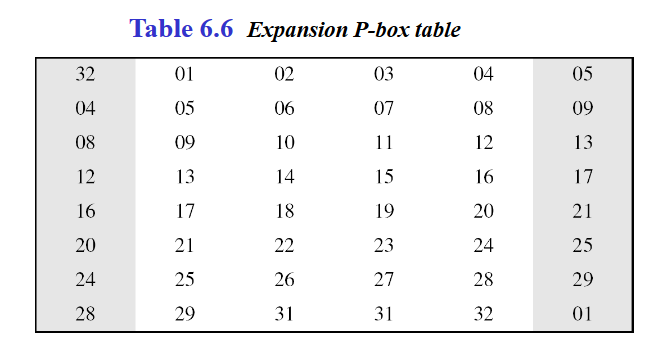 Table 6.6 Expansion P-box table
32 01 02 03 04 05
04 05 06 07 08 09
08 09 10 11 12 13
12 13 14 15 16 17
16 17 18 19 20 21
20 21 22 23 24 25
24 25 26 27 28 29
28 29 31 31 32 01